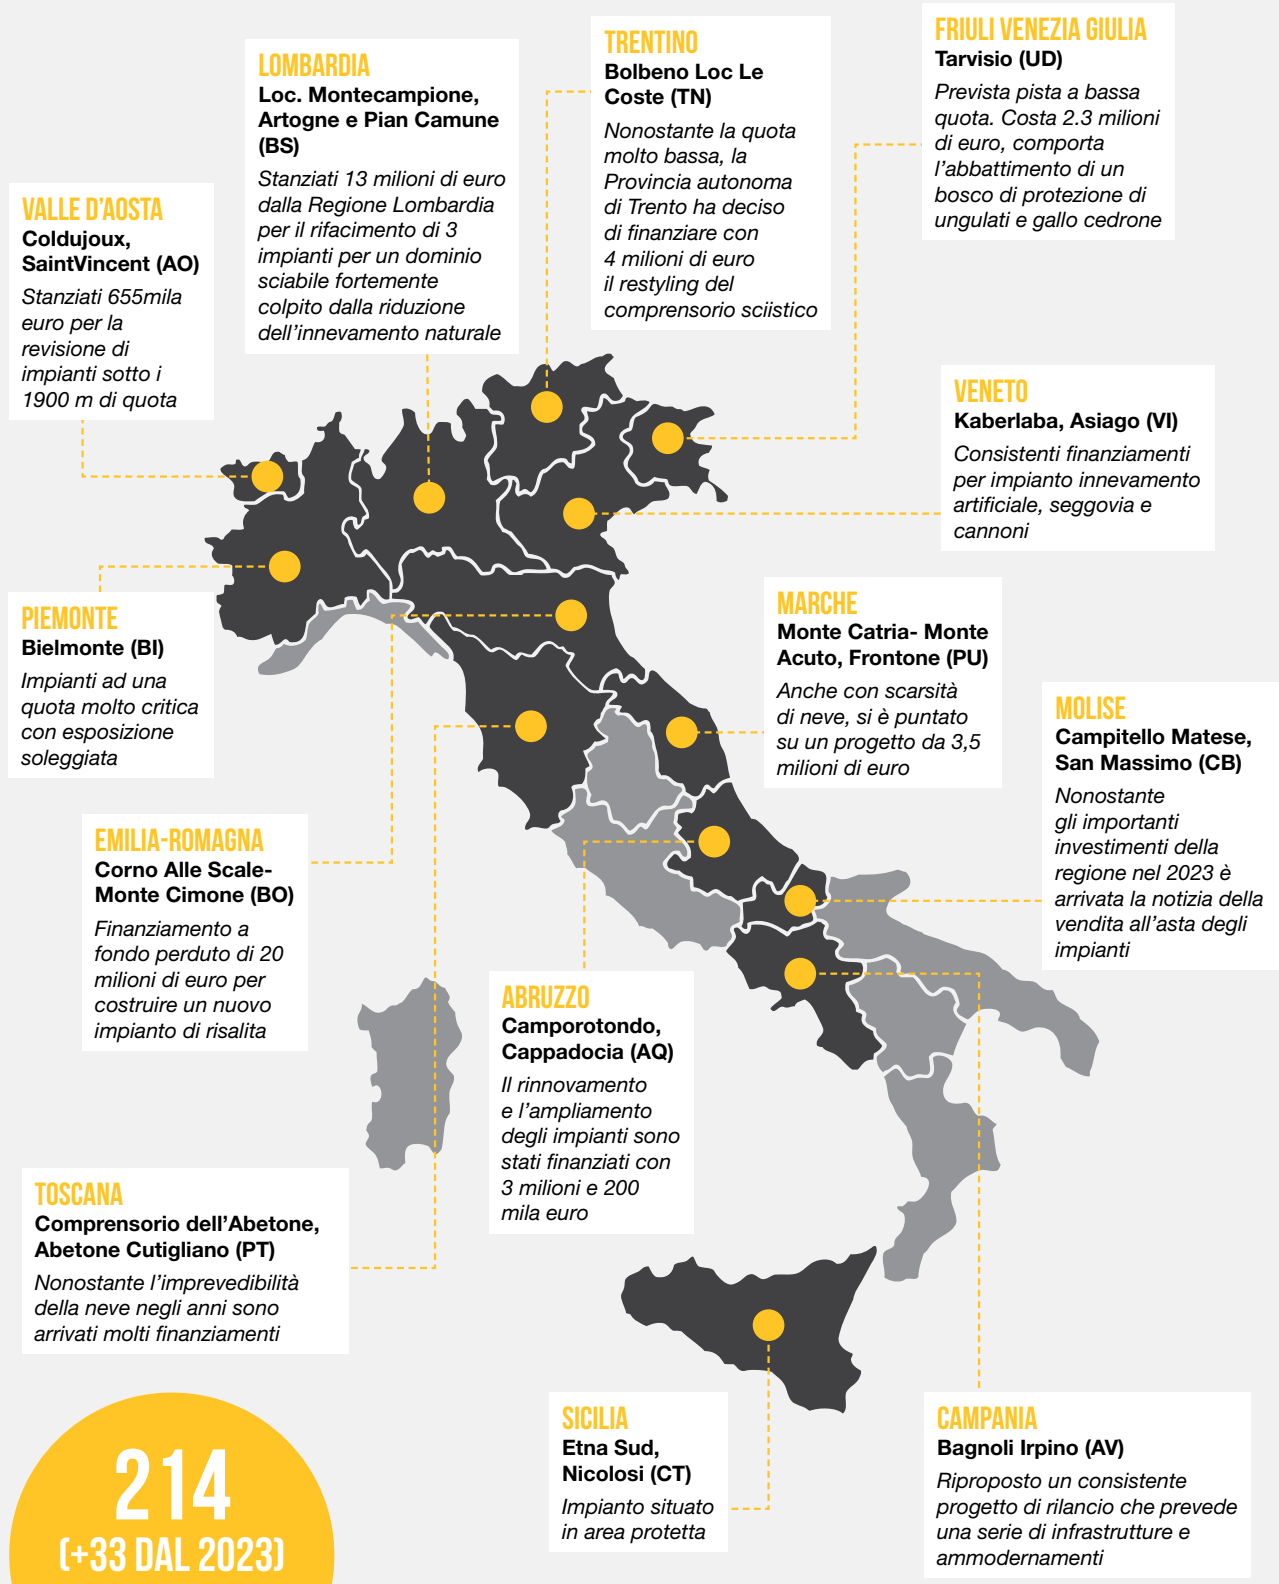 LOMBARDIA
Loc. Montecampione,
Artogne e Pian Camune
(BS)
Stanziati 13 milioni di euro
dalla Regione Lombardia
per il rifacimento di 3
impianti per un dominio
sciabile fortemente
colpito dalla riduzione
dell'innevamento naturale
TRENTINO
Bolbeno Loc Le
Coste (TN)
Nonostante la quota
molto bassa, la
Provincia autonoma
di Trento ha deciso
di finanziare con
4 milioni di euro
il restyling del
comprensorio sciistico
FRIULI VENEZIA GIULIA
Tarvisio (UD)
Prevista pista a bassa
quota. Costa 2.3 milioni
di euro, comporta
l'abbattimento di un
bosco di protezione di
ungulati e gallo cedrone
VALLE D'AOSTA
Coldujoux,
SaintVincent (AO)
Stanziati 655mila
euro per la
revisione di
impianti sotto i
1900 m di quota
VENETO
Kaberlaba, Asiago (VI)
Consistenti finanziamenti
per impianto innevamento
artificiale, seggovia e
cannoni
PIEMONTE
Bielmonte (BI)
Impianti ad una
quota molto critica
con esposizione
soleggiata
MARCHE
Monte Catria- Monte
Acuto, Frontone (PU)
Anche con scarsità
di neve, si è puntato
su un progetto da 3,5
milioni di euro
MOLISE
Campitello Matese,
San Massimo (CB)
Nonostante
gli importanti
investimenti della
regione nel 2023 è
arrivata la notizia della
vendita all'asta degli
impianti
EMILIA-ROMAGNA
Corno Alle Scale-
Monte Cimone (BO)
Finanziamento a
fondo perduto di 20
milioni di euro per
costruire un nuovo
impianto di risalita
ABRUZZO
Camporotondo,
Cappadocia (AQ)
Il rinnovamento
e l'ampliamento
degli impianti sono
stati finanziati con
3 milioni e 200
mila euro
TOSCANA
Comprensorio dell'Abetone,
Abetone Cutigliano (PT)
Nonostante l'imprevedibilità
della neve negli anni sono
arrivati molti finanziamenti
SICILIA
Etna Sud,
Nicolosi (CT)
Impianto situato
in area protetta
CAMPANIA
Bagnoli Irpino (AV)
Riproposto un consistente
progetto di rilancio che prevede
una serie di infrastrutture e
ammodernamenti
214
(+33 DAL 2023)